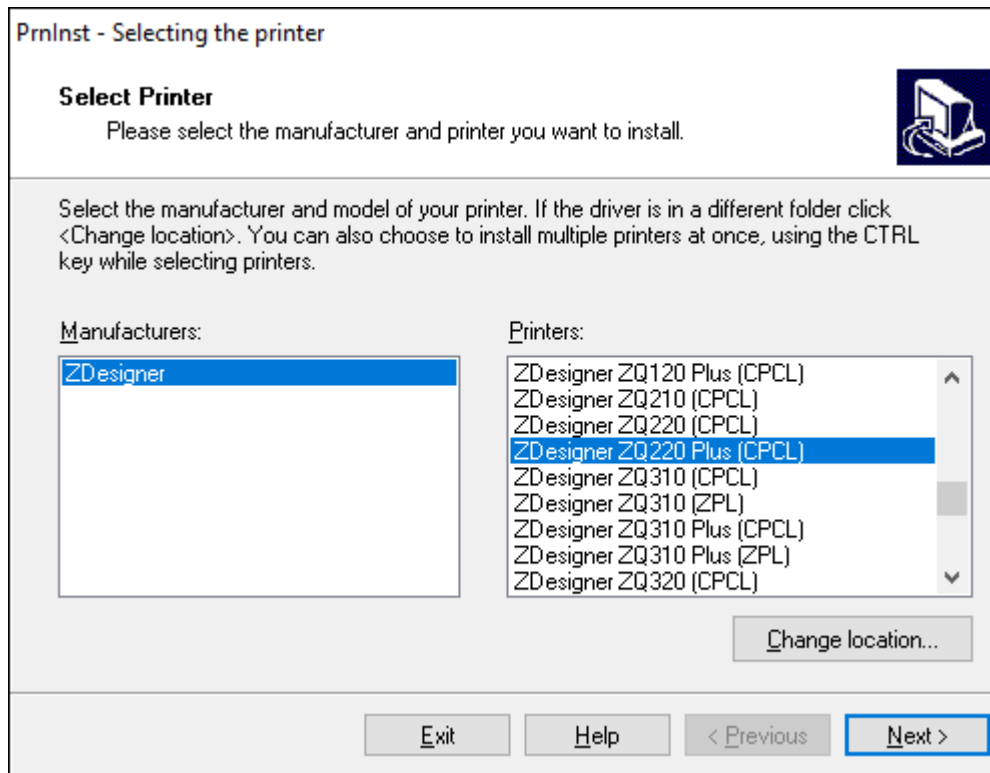 PrnInst - Selecting the printer
Select Printer
Please select the manufacturer and printer you want to install.
Select the manufacturer and model of your printer. If the driver is in a different folder click
<Change location>. You can also choose to install multiple printers at once, using the CTRL
key while selecting printers.
Manufacturers:
ZDesigner
Printers:
ZDesigner ZQ120 Plus (CPCL)
ZDesigner ZQ210 (CPCL)
ZDesigner ZQ220 (CPCL)
ZDesigner ZQ220 Plus (CPCL)
ZDesigner ZQ310 (CPCL)
ZDesigner ZQ310 (ZPL)
ZDesigner ZQ310 Plus (CPCL)
ZDesigner ZQ310 Plus (ZPL)
ZDesigner ZQ320 (CPCL)
Change location...
Exit
Help
< Previous
Next >